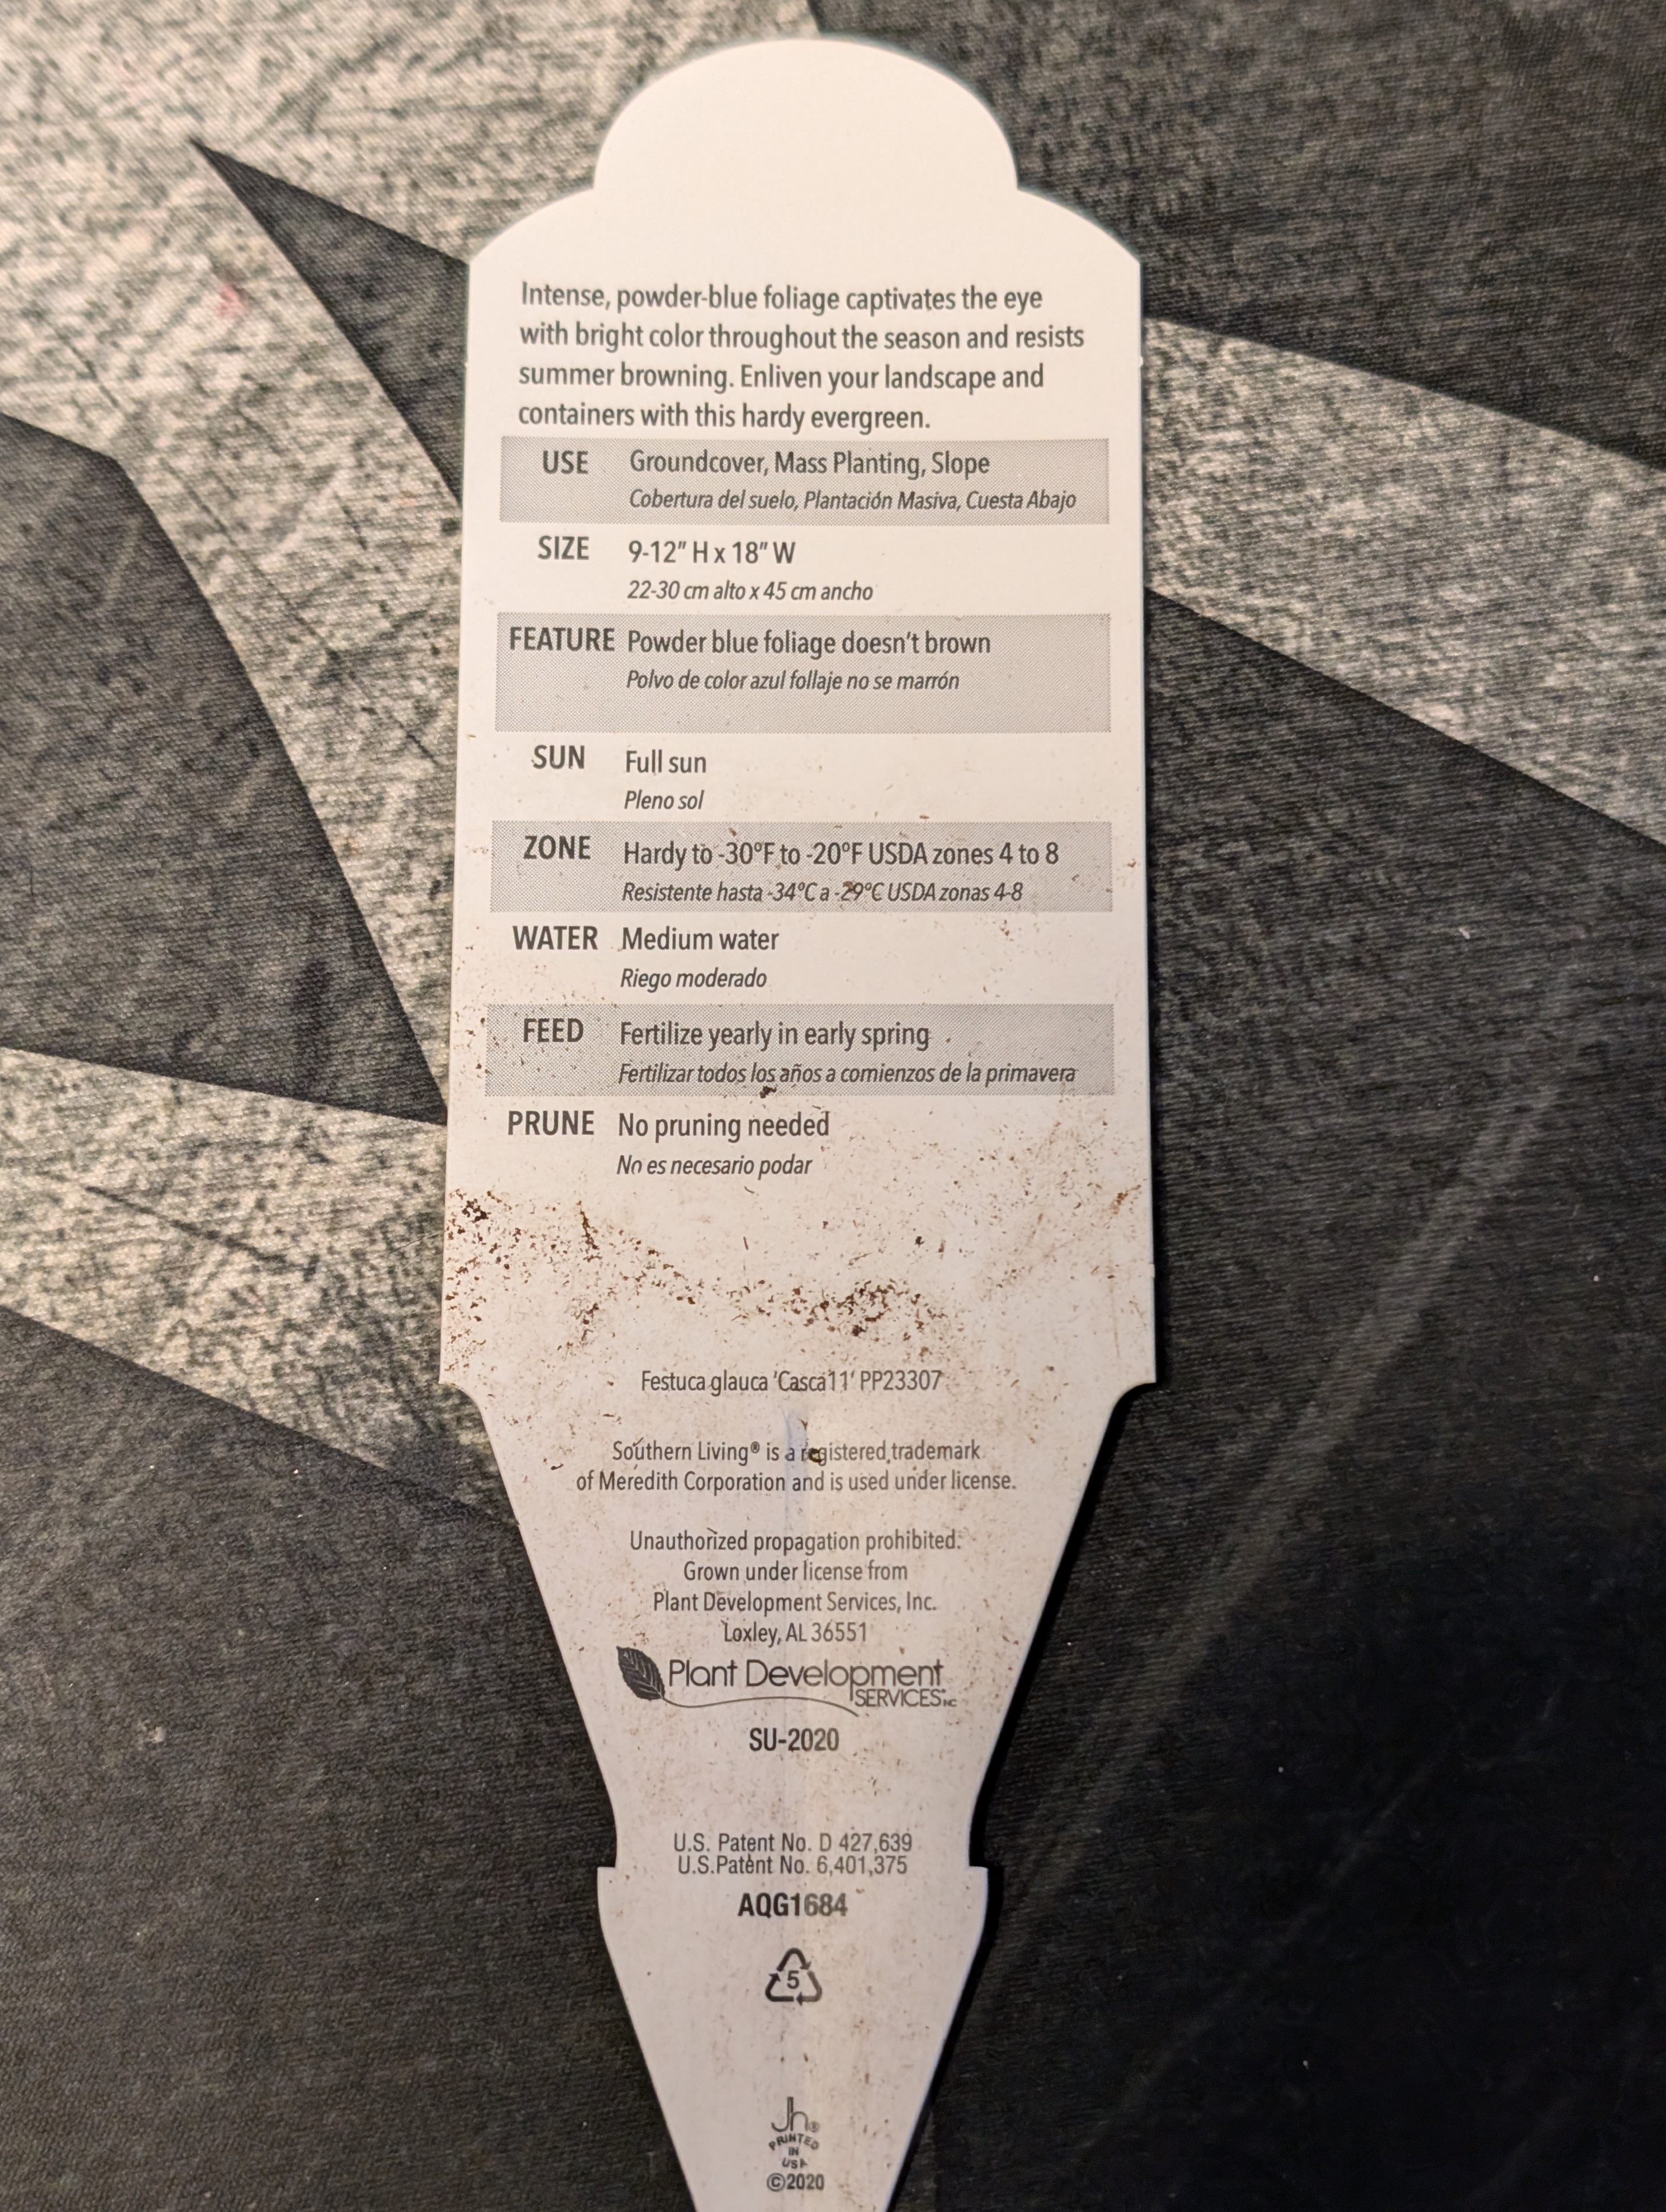 Intense, powder-blue foliage captivates the eye
with bright color throughout the season and resists
summer browning. Enliven your landscape and
containers with this hardy evergreen.
USE Groundcover, Mass Planting, Slope
Cobertura del suelo, Plantación Masiva, Cuesta Abajo
SIZE 9-12" H x 18" W
22-30 cm alto x 45 cm ancho
FEATURE Powder blue foliage doesn't brown
Polvo de color azul follaje no se marrón
SUN Full sun
Pleno sol
ZONE Hardy to -30°F to -20°F USDA zones 4 to 8
Resistente hasta -34°C a -29°C USDA zonas 4-8
WATER Medium water
Riego moderado
FEED Fertilize yearly in early spring
Fertilizar todos los años a comienzos de la primavera
PRUNE No pruning needed
No es necesario podar
Festuca glauca 'Casca11' PP23307
Southern Living® is a registered trademark
of Meredith Corporation and is used under license.
Unauthorized propagation prohibited.
Grown under license from
Plant Development Services, Inc.
Loxley, AL 36551
Plant Development
SERVICES INC
SU-2020
U.S. Patent No. D 427,639
U.S.Patent No. 6,401,375
AQG1684
5
Jh®
PRINTED
IN
USA
©2020